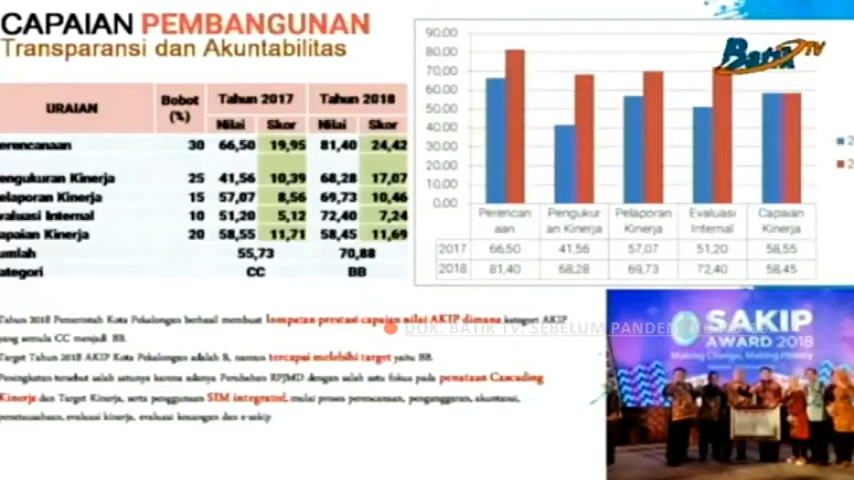 CAPAIAN PEMBANGUNAN
Transparansi dan Akuntabilitas
Batik TV
URAIAN Bobot (%) Tahun 2017 Tahun 2018
Nilai Skor Nilai Skor
erencanaan 30 66,50 19,95 81,40 24,42
engukuran Kinerja 25 41,56 10,39 68,28 17,07
elaporan Kinerja 15 57,07 8,56 69,73 10,46
valuasi Internal 10 51,20 5,12 72,40 7,24
apaian Kinerja 20 58,55 11,71 58,45 11,69
umlah 55,73 70,88
ategori CC BB
90.00
80.00
70.00
60.00
50.00
40.00
30.00
20.00
10.00
0.00
Perencan Pengukur Pelaporan Evaluasi Capaian
aan an Kinerja Kinerja Internal Kinerja
2017 66,50 41,56 57,07 51,20 58,55
2018 81,40 68,28 69,73 72,40 58,45
2
2
Tahun 2018 Pemerintah Kota Pekalongan berhasil membuat lompatan prestasi capaian nilai AKIP dimana kategori AKIP
yang semula CC menjadi BB.
Target Tahun 2018 AKIP Kota Pekalongan adalah B, namun tercapai melebihi target yaitu BB.
Peningkatan tersebut salah satunya karena adanya Perubahan RPJMD dengan salah satu fokus pada penataan Cascading
Kinerja dan Target Kinerja, serta penggunaan SIM integrated, mulai proses perencanaan, penganggaran, akuntansi,
penatausahaan, evaluasi kinerja, evaluasi keuangan dan e-sakip
DOK. BATIK TV. SEBELUM PANDEMI
SAKIP
AWARD 2018
Making Change, Making History